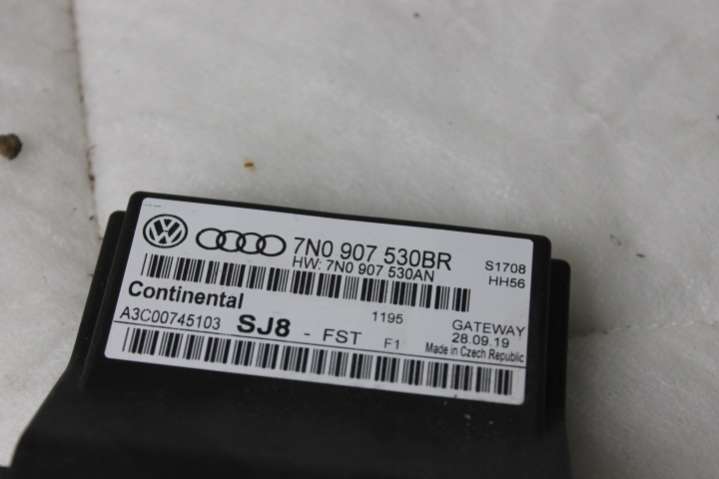 7N0 907 530BR
HW: 7N0 907 530AN
S1708
HH56
Continental
1195
A3C00745103 SJ8 - FST F1
GATEWAY
28.09.19
Made in Czech Republic